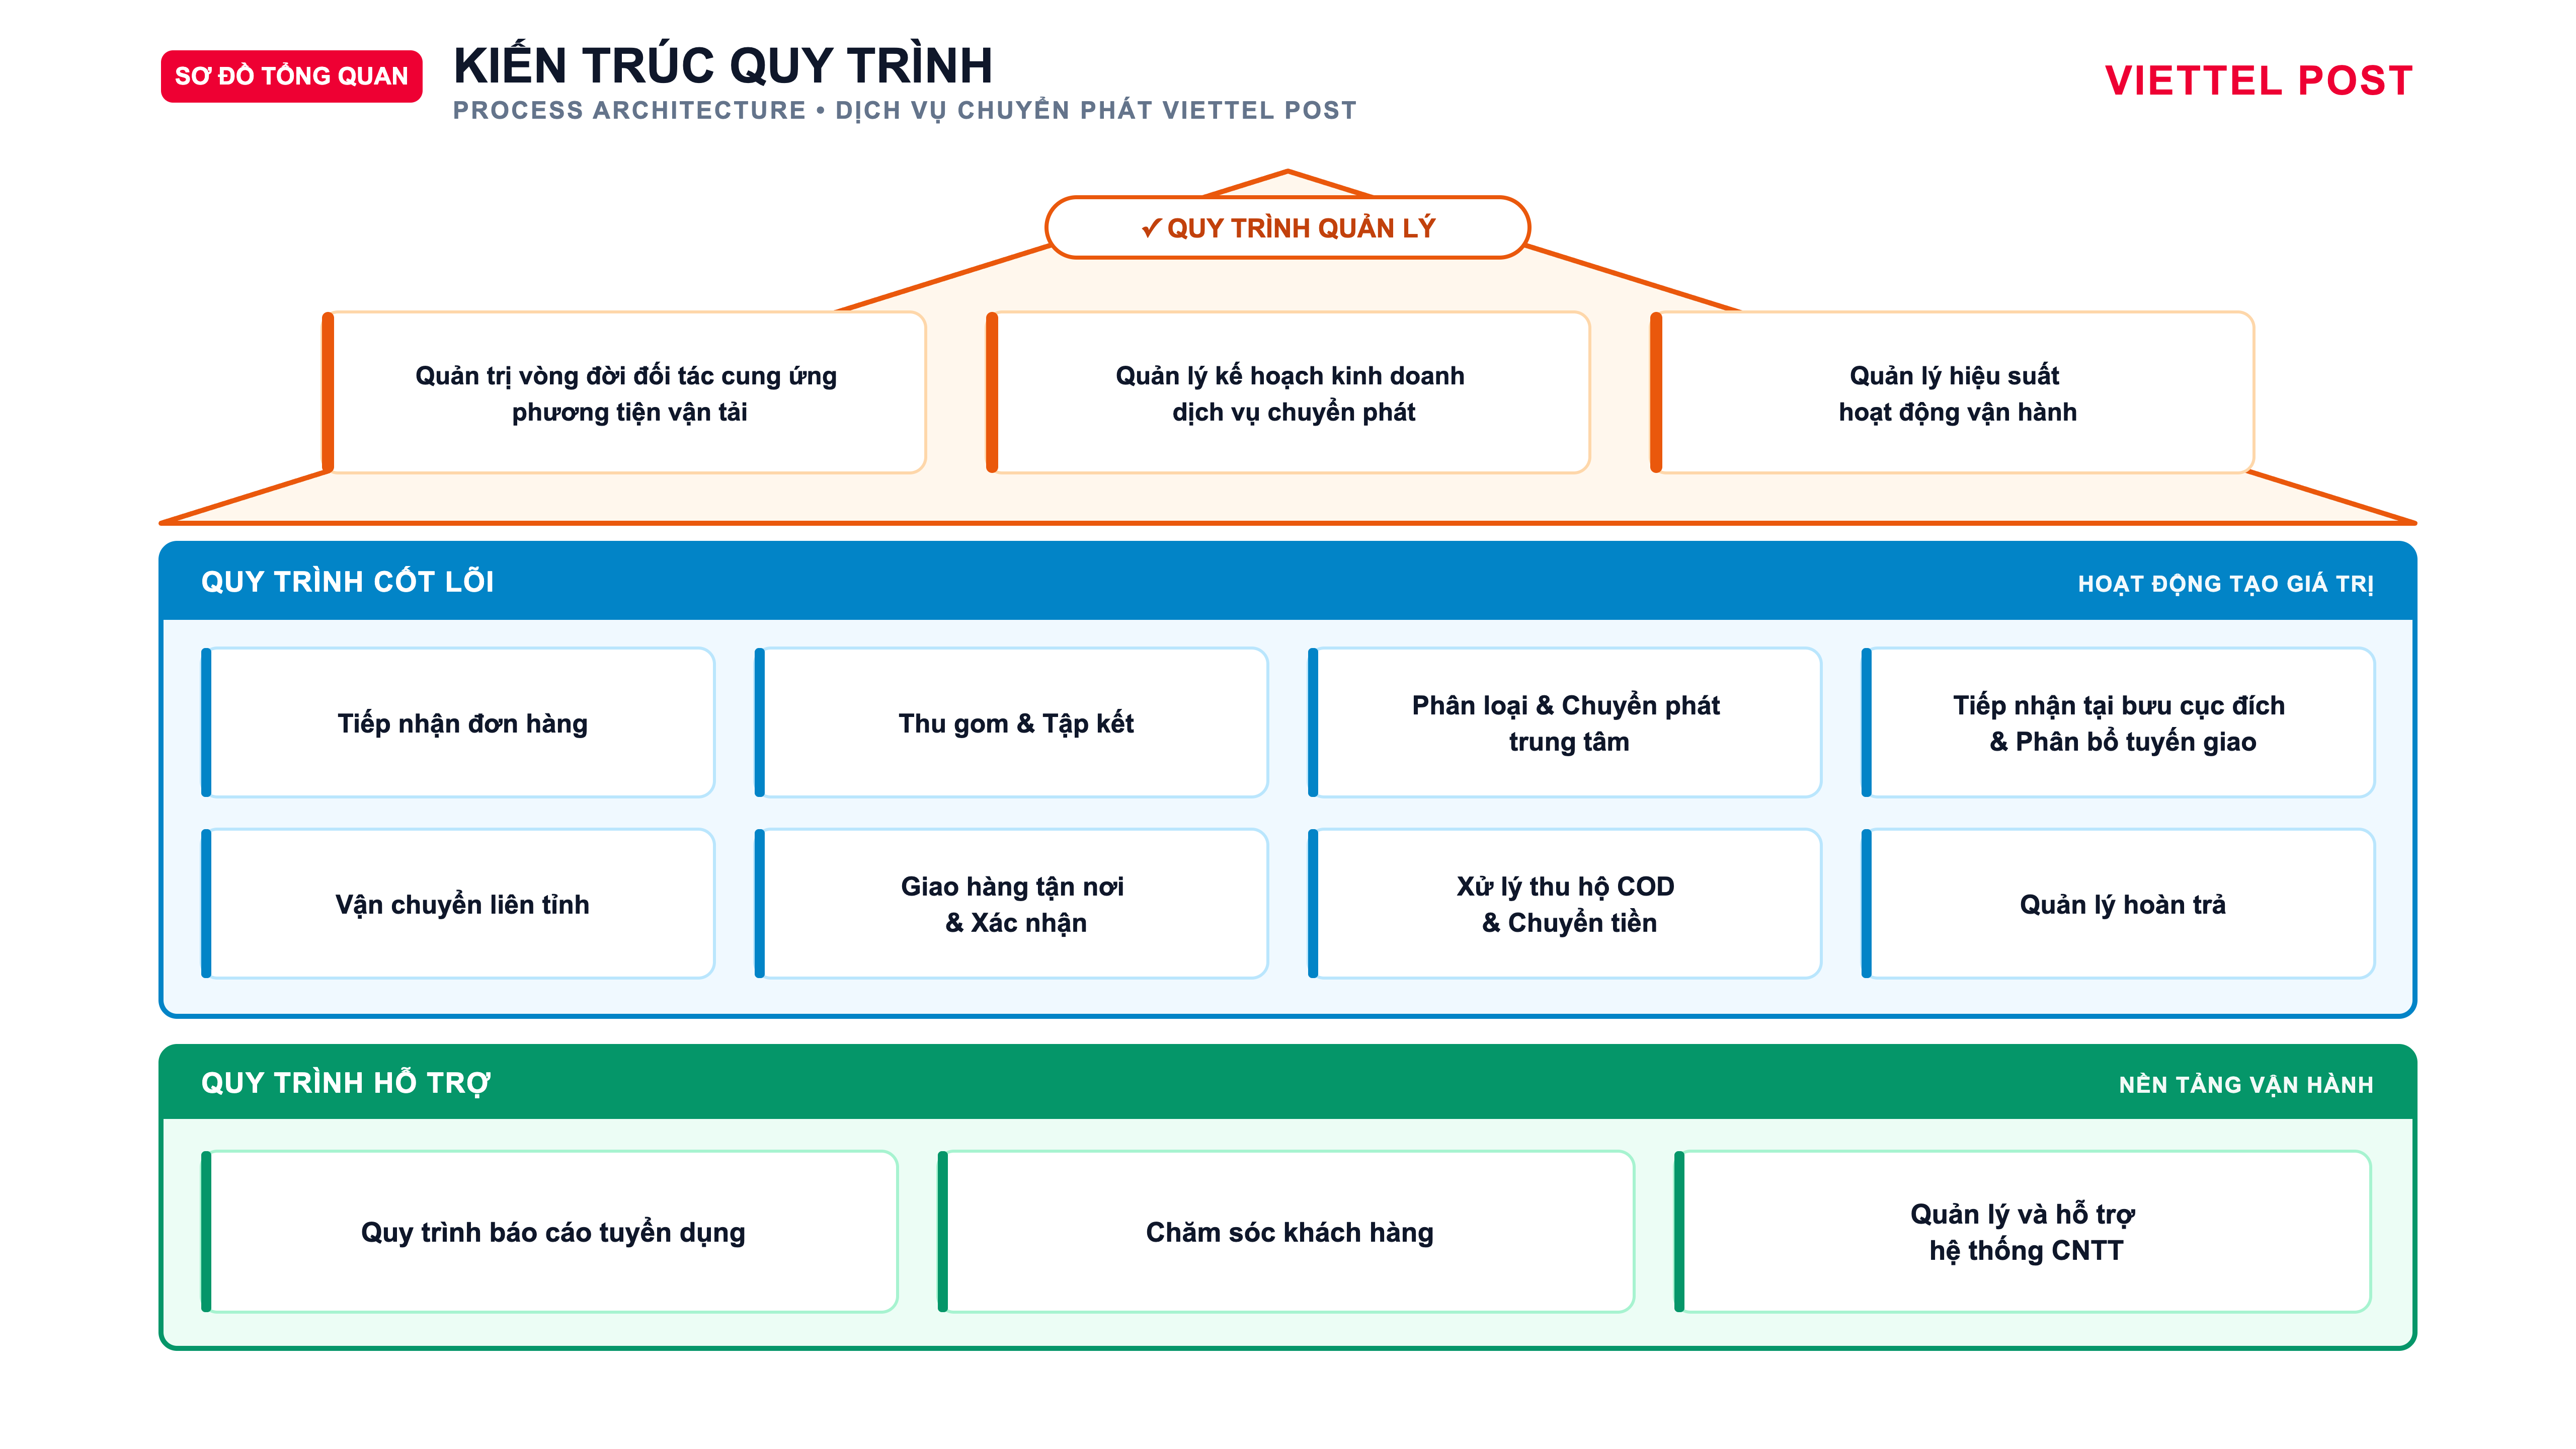 SƠ ĐỒ TỔNG QUAN
KIẾN TRÚC QUY TRÌNH
PROCESS ARCHITECTURE • DỊCH VỤ CHUYỂN PHÁT VIETTEL POST
VIETTEL POST
✓ QUY TRÌNH QUẢN LÝ
Quản trị vòng đời đối tác cung ứng
phương tiện vận tải
Quản lý kế hoạch kinh doanh
dịch vụ chuyển phát
Quản lý hiệu suất
hoạt động vận hành
QUY TRÌNH CỐT LÕI
HOẠT ĐỘNG TẠO GIÁ TRỊ
Tiếp nhận đơn hàng
Thu gom & Tập kết
Phân loại & Chuyển phát
trung tâm
Tiếp nhận tại bưu cục đích
& Phân bổ tuyến giao
Vận chuyển liên tỉnh
Giao hàng tận nơi
& Xác nhận
Xử lý thu hộ COD
& Chuyển tiền
Quản lý hoàn trả
QUY TRÌNH HỖ TRỢ
NỀN TẢNG VẬN HÀNH
Quy trình báo cáo tuyển dụng
Chăm sóc khách hàng
Quản lý và hỗ trợ
hệ thống CNTT